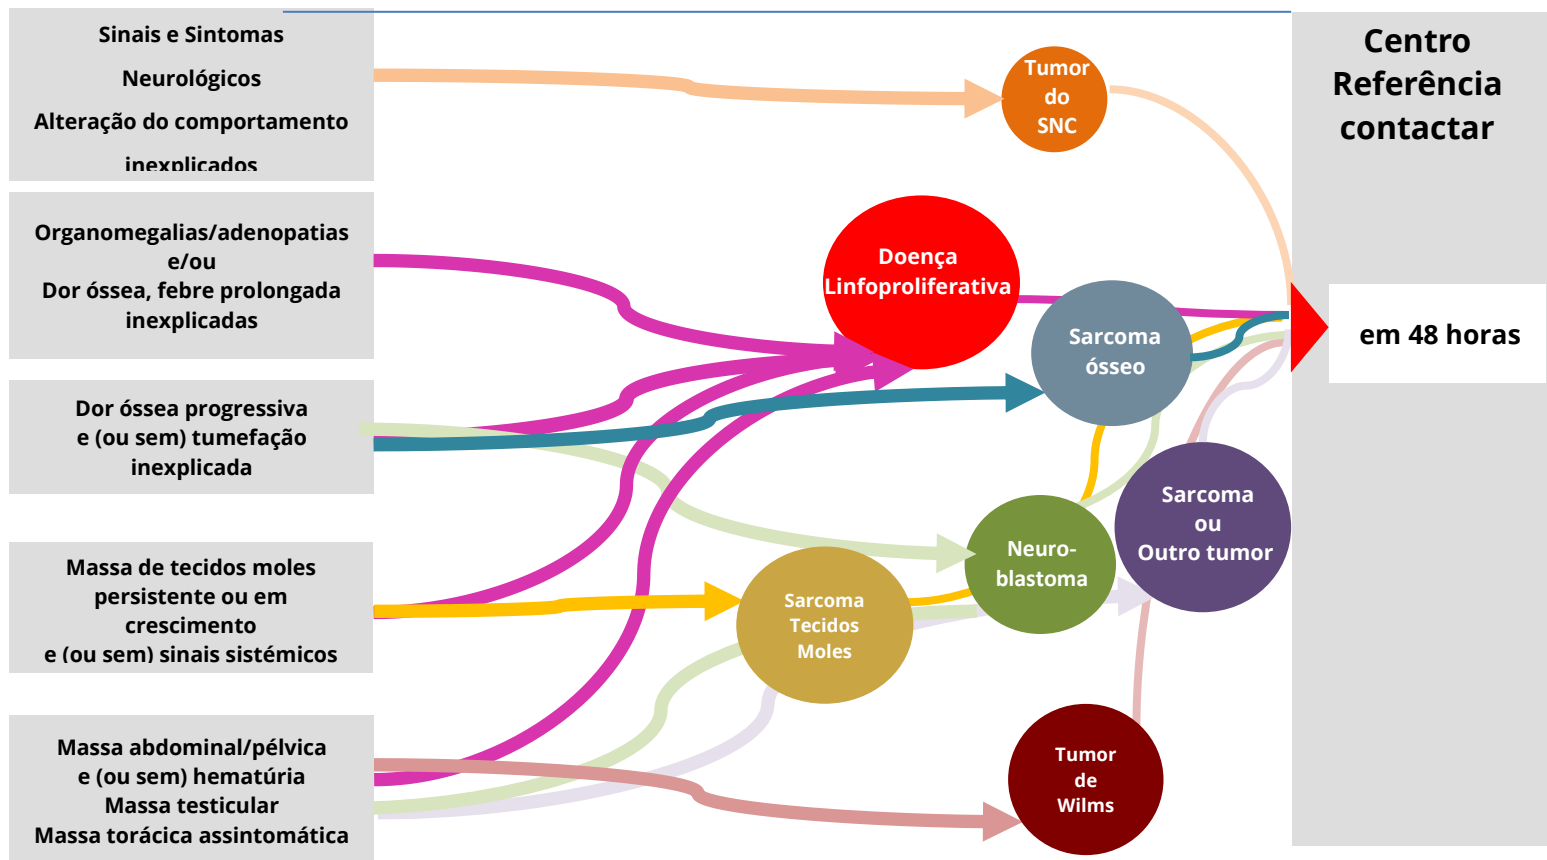 Sinais e Sintomas
Neurológicos
Alteração do comportamento
inexplicados
Organomegalias/adenopatias
e/ou
Dor óssea, febre prolongada
inexplicadas
Dor óssea progressiva
e (ou sem) tumefação
inexplicada
Massa de tecidos moles
persistente ou em
crescimento
e (ou sem) sinais sistémicos
Massa abdominal/pélvica
e (ou sem) hematúria
Massa testicular
Massa torácica assintomática
Tumor
do
SNC
Doença
Linfoproliferativa
Sarcoma
ósseo
Sarcoma
ou
Outro tumor
Neuro-
blastoma
Sarcoma
Tecidos
Moles
Tumor
de
Wilms
Centro
Referência
contactar
em 48 horas